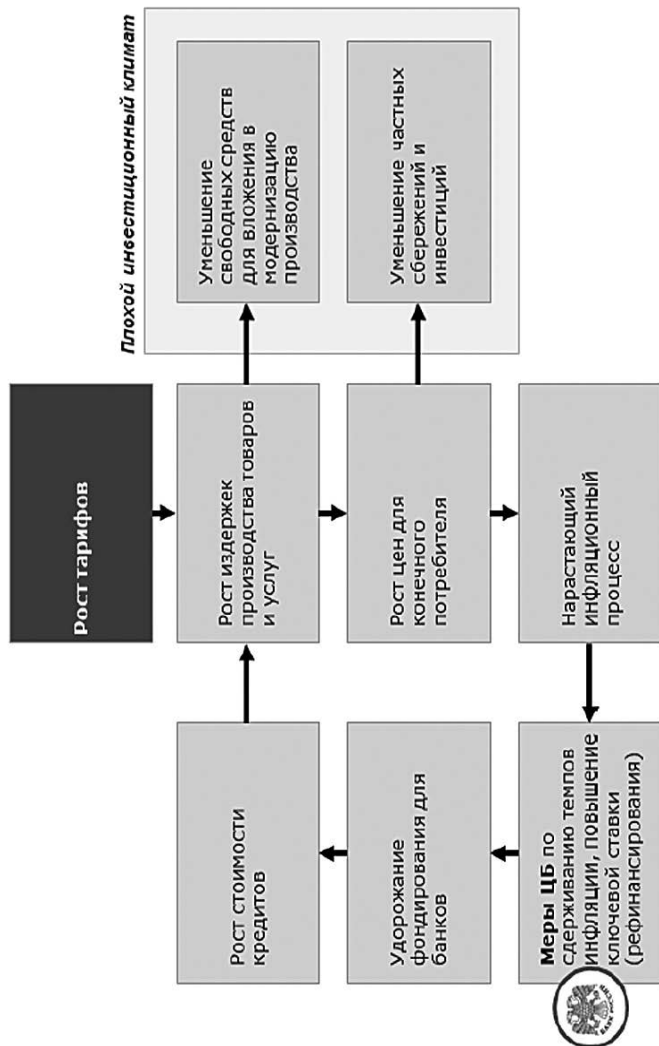 Рост тарифов
Плохой инвестиционный климат
Рост издержек
производства товаров
и услуг
Уменьшение
свободных средств
для вложения в
модернизацию
производства
Рост цен для
конечного
потребителя
Уменьшение частных
сбережений и
инвестиций
Нарастающий
инфляционный
процесс
Меры ЦБ по
сдерживанию темпов
инфляции, повышение
ключевой ставки
(рефинансирования)
Удорожание
фондирования для
банков
Рост стоимости
кредитов
БАНК РОССИИ